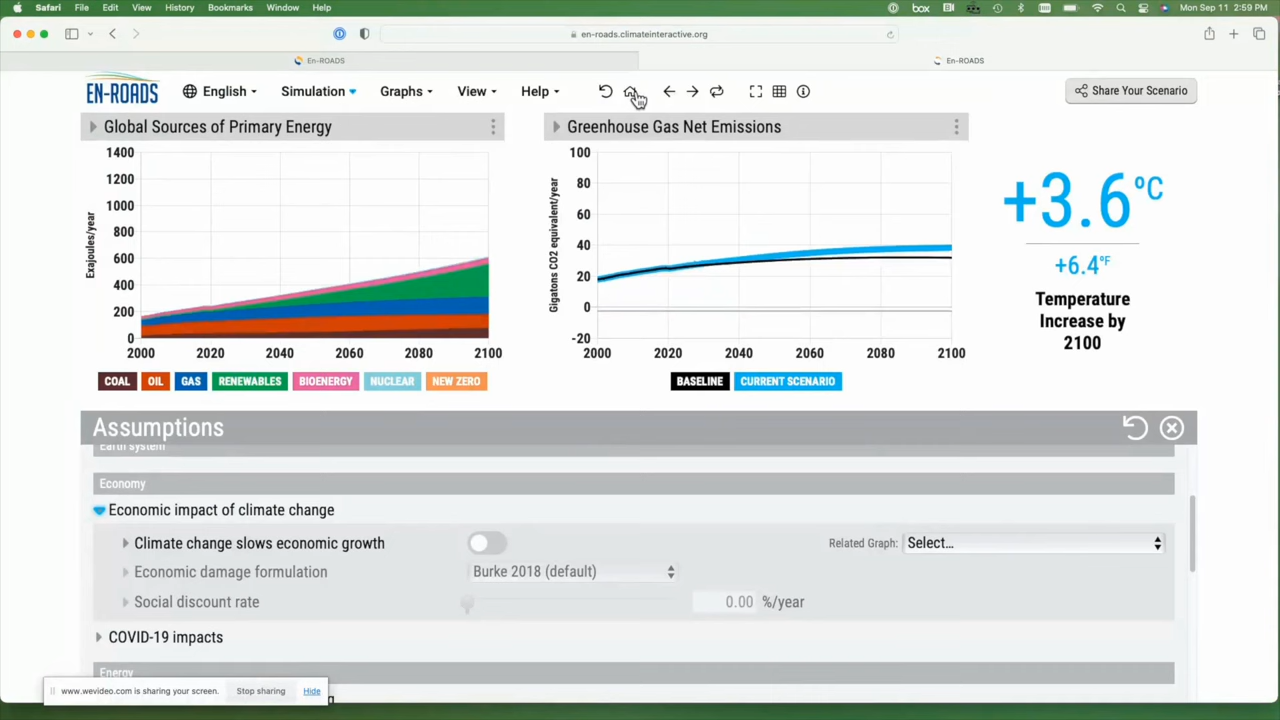 Safari File Edit View History Bookmarks Window Help
box Mon Sep 11 2:59 PM
en-roads.climateinteractive.org
En-ROADS En-ROADS
EN-ROADS English Simulation Graphs View Help Share Your Scenario
Global Sources of Primary Energy
1400
1200
1000
800
600
400
200
0
Exajoules/year
2000 2020 2040 2060 2080 2100
COAL OIL GAS RENEWABLES BIOENERGY NUCLEAR NEW ZERO
Greenhouse Gas Net Emissions
100
80
60
40
20
0
-20
Gigatons CO2 equivalent/year
2000 2020 2040 2060 2080 2100
BASELINE CURRENT SCENARIO
+3.6°C
+6.4°F
Temperature
Increase by
2100
Assumptions
Earth system
Economy
Economic impact of climate change
Climate change slows economic growth Related Graph: Select...
Economic damage formulation Burke 2018 (default)
Social discount rate 0.00 %/year
COVID-19 impacts
Energy
www.wevideo.com is sharing your screen. Stop sharing Hide